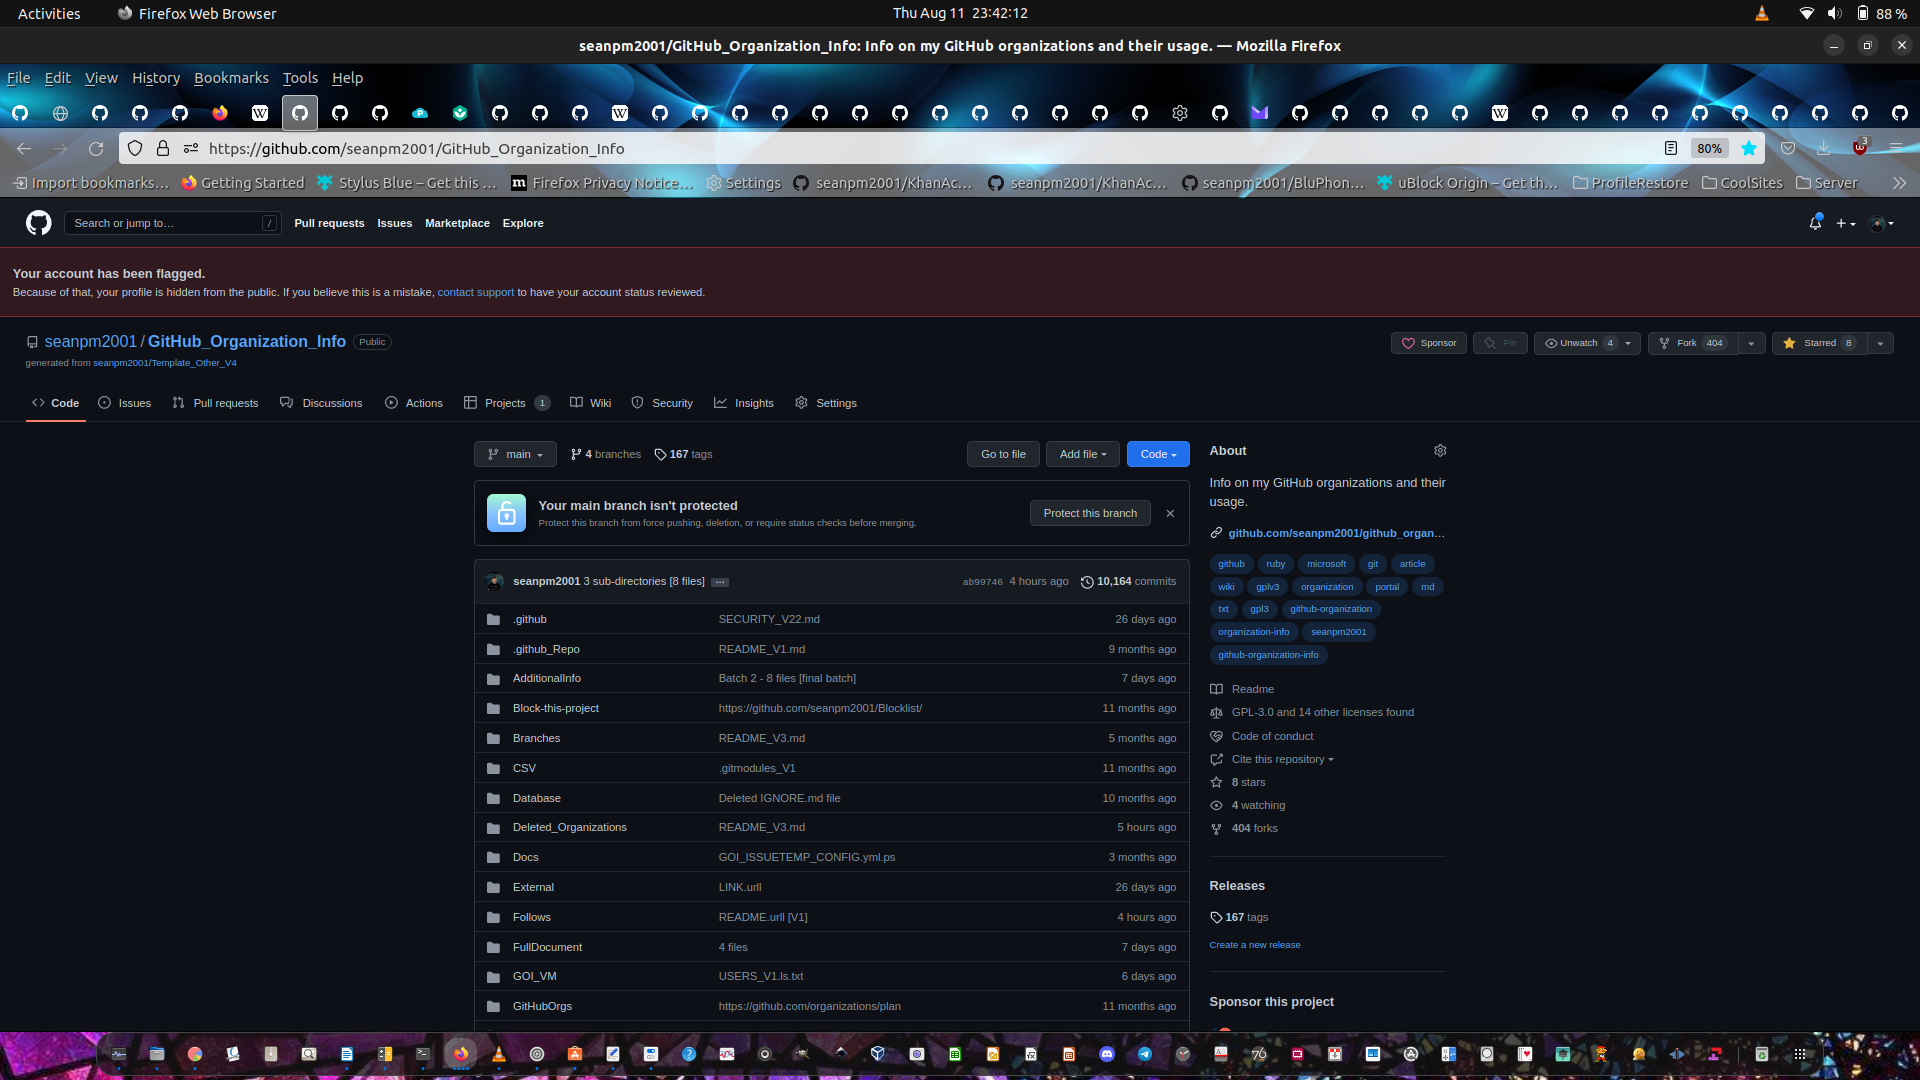 Activities Firefox Web Browser Thu Aug 11 23:42:12 88 %
seanpm2001/GitHub_Organization_Info: Info on my GitHub organizations and their usage. — Mozilla Firefox
File Edit View History Bookmarks Tools Help
https://github.com/seanpm2001/GitHub_Organization_Info 80% 3
Import bookmarks… Getting Started Stylus Blue – Get this … Firefox Privacy Notice… Settings seanpm2001/KhanAc… seanpm2001/KhanAc… seanpm2001/BluPhon… uBlock Origin – Get th… ProfileRestore CoolSites Server
Search or jump to… / Pull requests Issues Marketplace Explore
Your account has been flagged.
Because of that, your profile is hidden from the public. If you believe this is a mistake, contact support to have your account status reviewed.
seanpm2001 / GitHub_Organization_Info Public Sponsor Pin Unwatch 4 Fork 404 Starred 8
generated from seanpm2001/Template_Other_V4
Code Issues Pull requests Discussions Actions Projects 1 Wiki Security Insights Settings
main 4 branches 167 tags Go to file Add file Code
Your main branch isn't protected
Protect this branch from force pushing, deletion, or require status checks before merging.
Protect this branch
seanpm2001 3 sub-directories [8 files] … ab99746 4 hours ago 10,164 commits
.github SECURITY_V22.md 26 days ago
.github_Repo README_V1.md 9 months ago
AdditionalInfo Batch 2 - 8 files [final batch] 7 days ago
Block-this-project https://github.com/seanpm2001/Blocklist/ 11 months ago
Branches README_V3.md 5 months ago
CSV .gitmodules_V1 11 months ago
Database Deleted IGNORE.md file 10 months ago
Deleted_Organizations README_V3.md 5 hours ago
Docs GOI_ISSUETEMP_CONFIG.yml.ps 3 months ago
External LINK.urll 26 days ago
Follows README.urll [V1] 4 hours ago
FullDocument 4 files 7 days ago
GOI_VM USERS_V1.ls.txt 6 days ago
GitHubOrgs https://github.com/organizations/plan 11 months ago
About
Info on my GitHub organizations and their
usage.
github.com/seanpm2001/github_organ…
github ruby microsoft git article
wiki gplv3 organization portal md
txt gpl3 github-organization
organization-info seanpm2001
github-organization-info
Readme
GPL-3.0 and 14 other licenses found
Code of conduct
Cite this repository
8 stars
4 watching
404 forks
Releases
167 tags
Create a new release
Sponsor this project